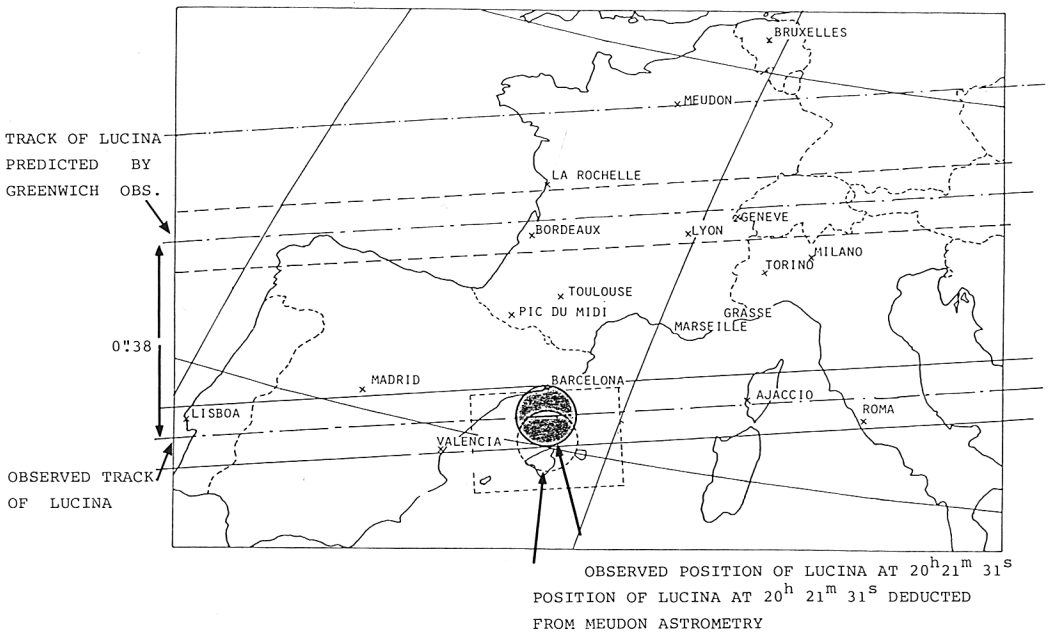 BRUXELLES
MEUDON
TRACK OF LUCINA
PREDICTED BY
GREENWICH OBS.
LA ROCHELLE
GENEVE
BORDEAUX
LYON
MILANO
TORINO
TOULOUSE
PIC DU MIDI
GRASSE
MARSEILLE
0".38
MADRID
BARCELONA
AJACCIO
LISBOA
ROMA
VALENCIA
OBSERVED TRACK
OF LUCINA
OBSERVED POSITION OF LUCINA AT 20h21m 31s
POSITION OF LUCINA AT 20h 21m 31s DEDUCTED
FROM MEUDON ASTROMETRY